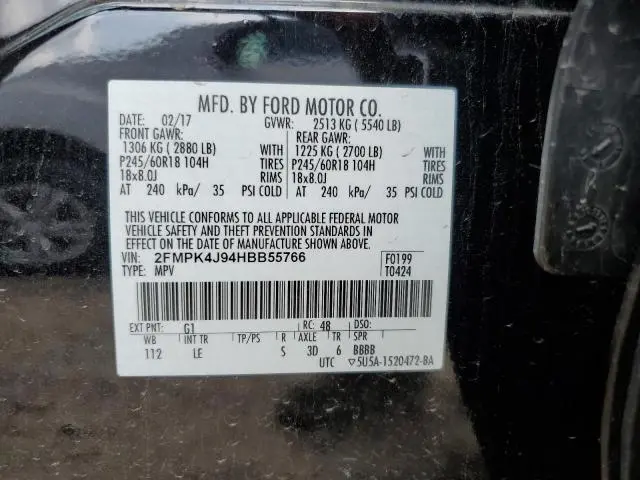 MFD. BY FORD MOTOR CO.
DATE: 02/17 GVWR: 2513 KG ( 5540 LB)
FRONT GAWR: REAR GAWR:
1306 KG ( 2880 LB) WITH 1225 KG ( 2700 LB) WITH
P245/60R18 104H TIRES P245/60R18 104H TIRES
18x8.0J RIMS 18x8.0J RIMS
AT 240 kPa/ 35 PSI COLD AT 240 kPa/ 35 PSI COLD
THIS VEHICLE CONFORMS TO ALL APPLICABLE FEDERAL MOTOR
VEHICLE SAFETY AND THEFT PREVENTION STANDARDS IN
EFFECT ON THE DATE OF MANUFACTURE SHOWN ABOVE.
VIN: 2FMPK4J94HBB55766 F0199
TYPE: MPV T0424
EXT PNT: G1 RC: 48 DSO:
WB INT TR TP/PS R AXLE TR SPR
112 LE S 3D 6 BBBB
UTC ▽5U5A-1520472-BA